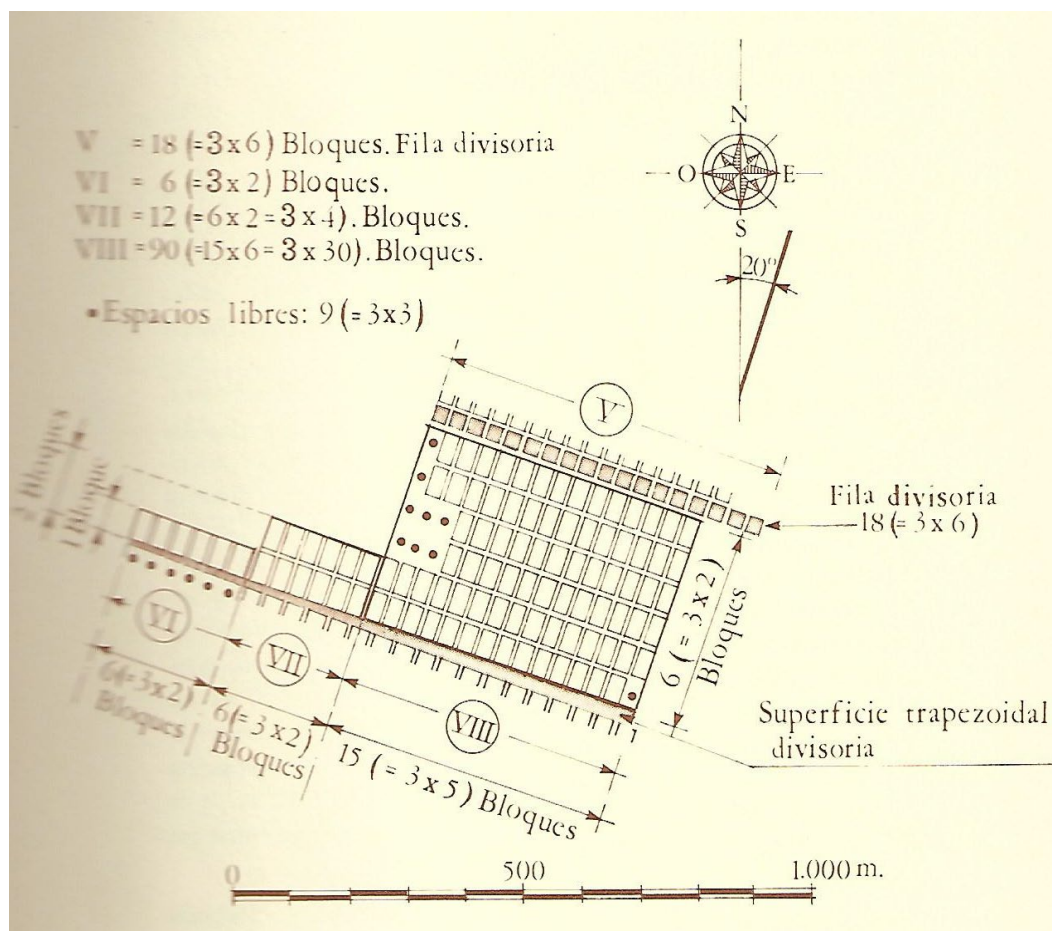 V = 18 (=3x6) Bloques. Fila divisoria
VI = 6 (=3x2) Bloques.
VII = 12 (=6x2=3x4). Bloques.
VIII = 90 (=15x6=3x30). Bloques.
•Espacios libres: 9 (=3x3)
N
O
E
S
20º
V
Fila divisoria
18 (=3x6)
Bloques
1 Bloque
6 (=3x2)
Bloques
VI
VII
VIII
6 (=3x2)
Bloques
6 (=3x2)
Bloques
15 (=3x5) Bloques
Superficie trapezoidal
divisoria
0
500
1.000 m.